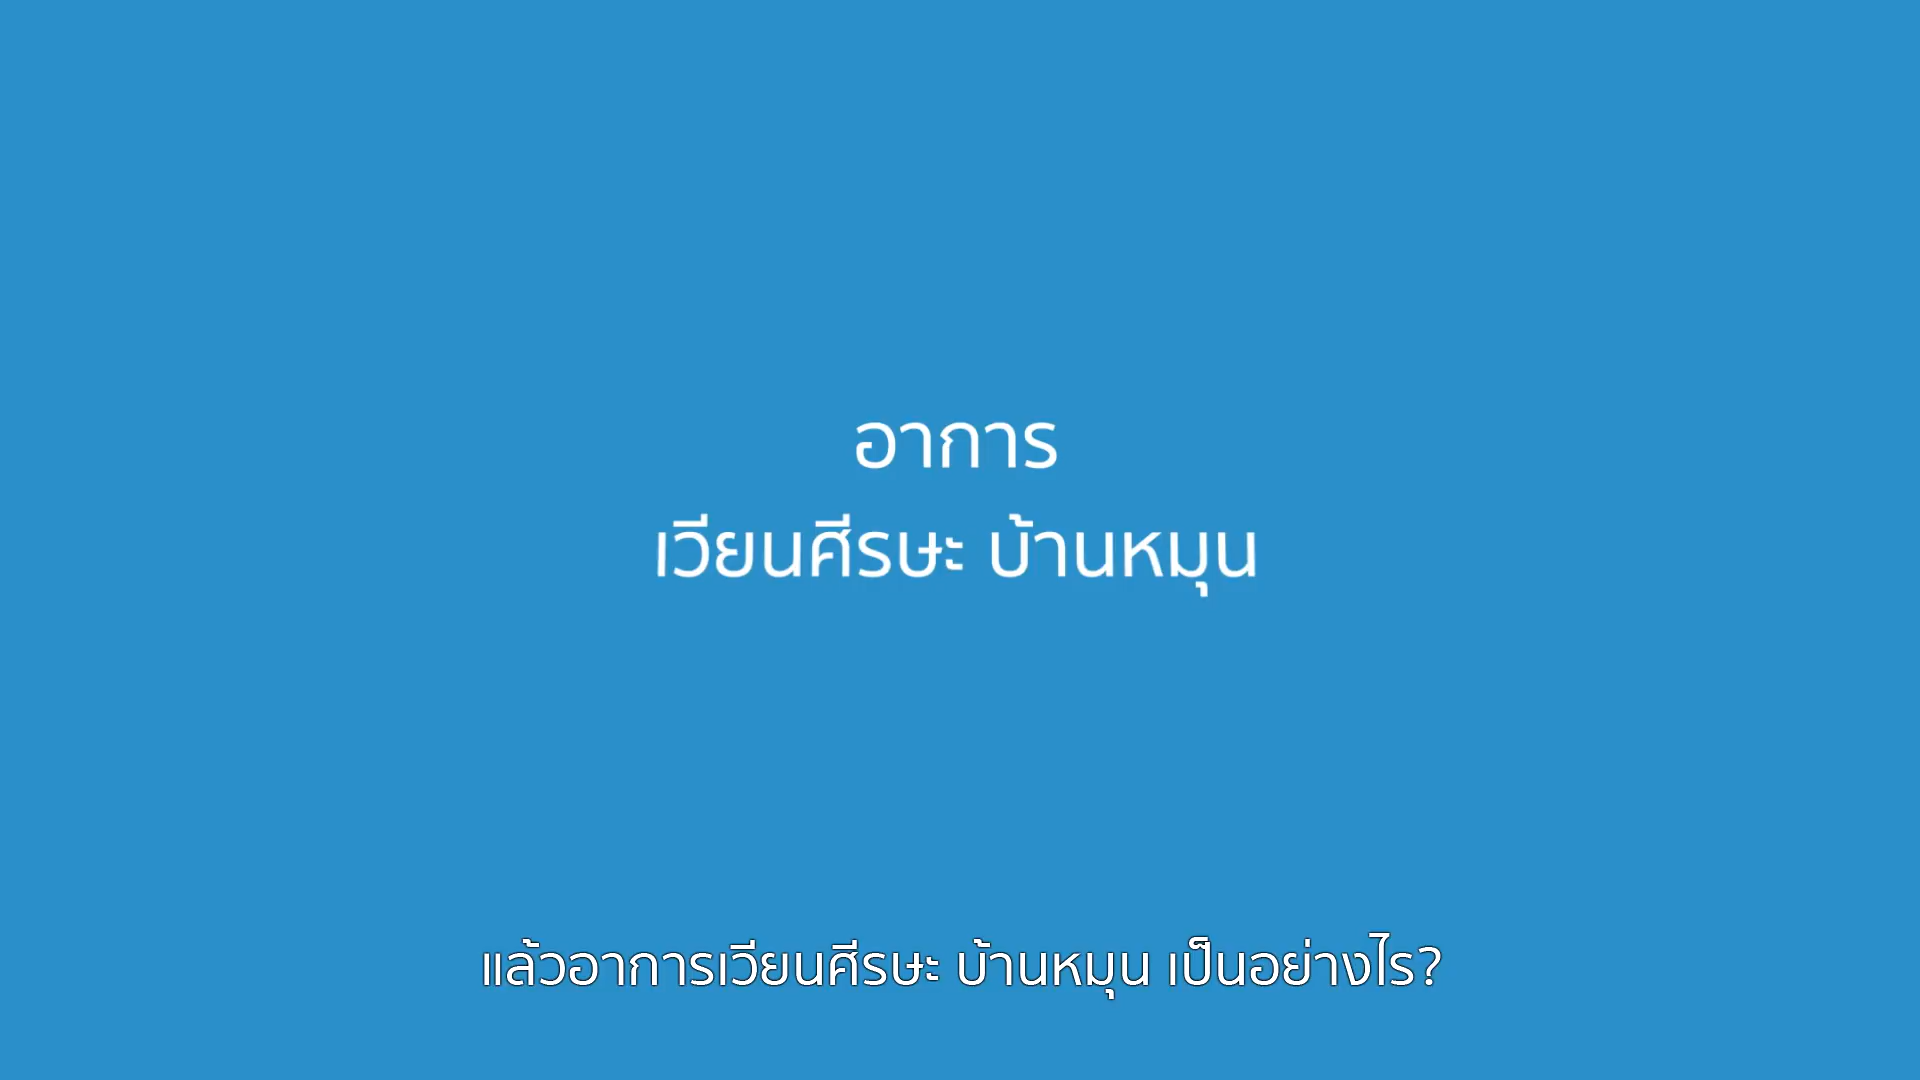 อาการ
เวียนศีรษะ บ้านหมุน
แล้วอาการเวียนศีรษะ บ้านหมุน เป็นอย่างไร?